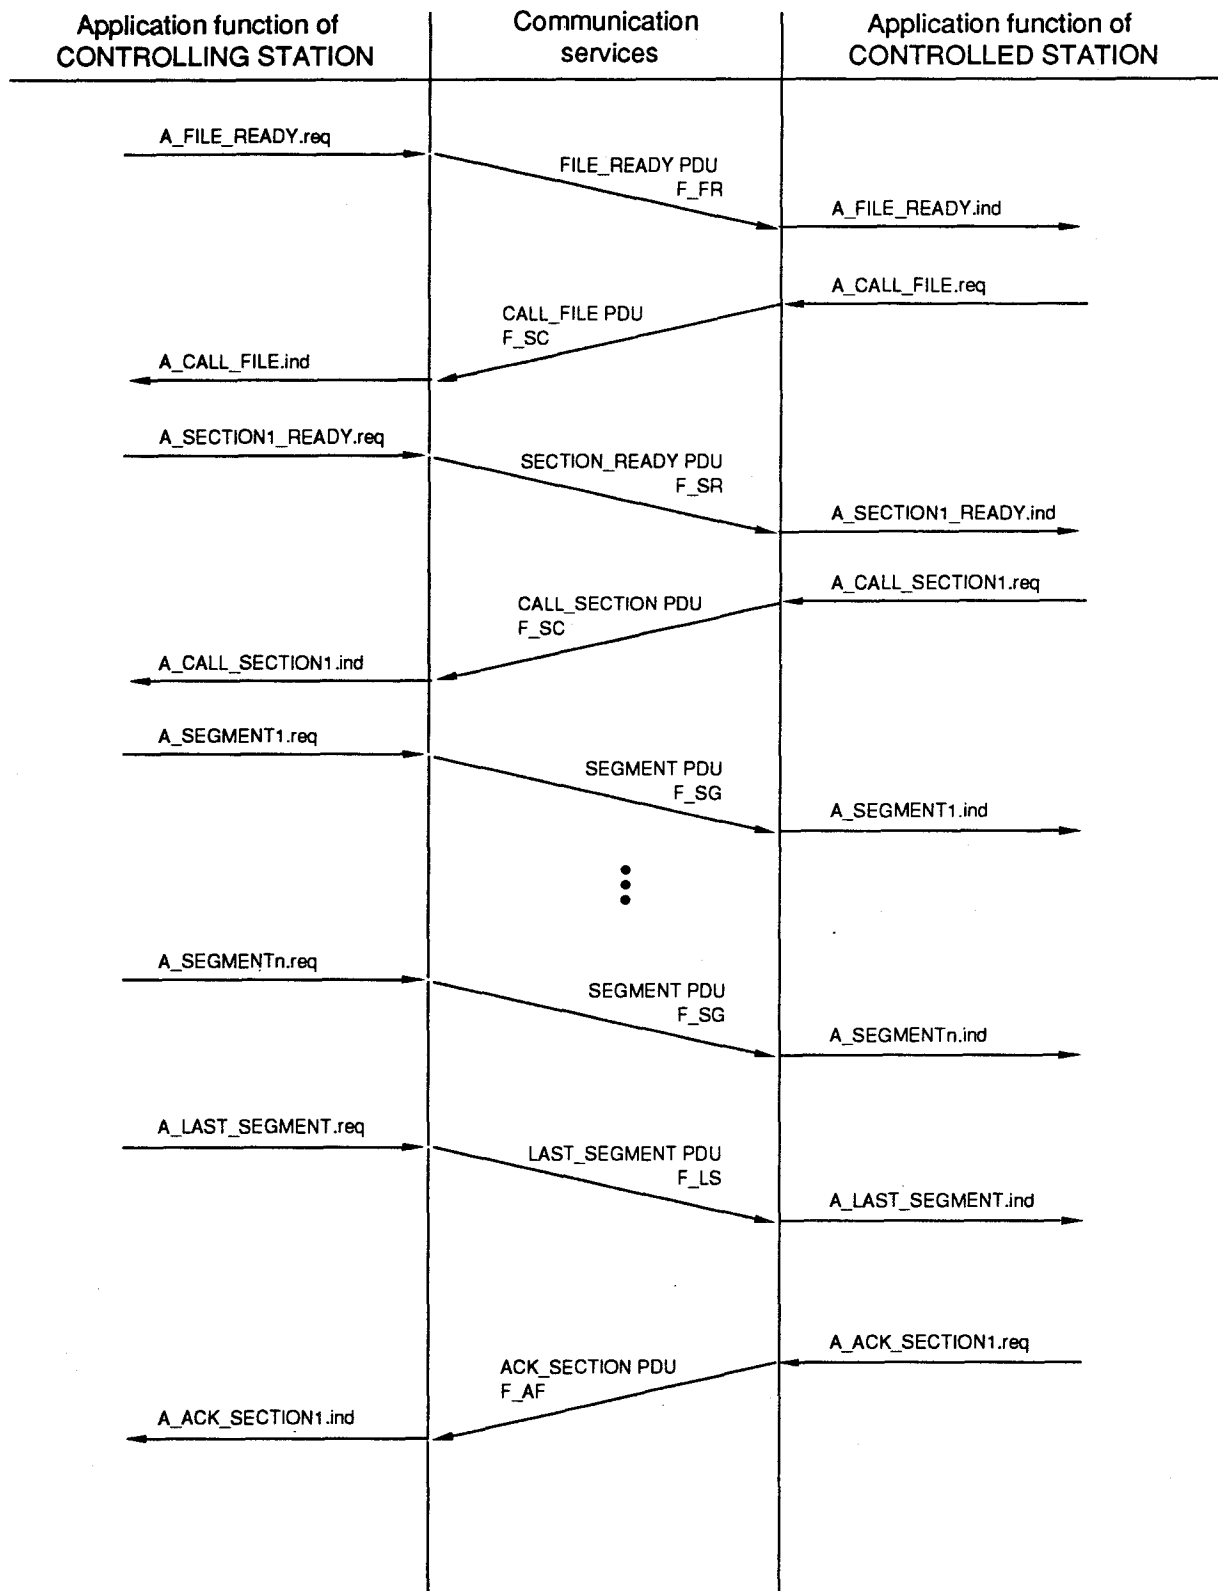 Application function of
CONTROLLING STATION
Communication
services
Application function of
CONTROLLED STATION
A_FILE_READY.req
FILE_READY PDU
F_FR
A_FILE_READY.ind
A_CALL_FILE.req
CALL_FILE PDU
F_SC
A_CALL_FILE.ind
A_SECTION1_READY.req
SECTION_READY PDU
F_SR
A_SECTION1_READY.ind
A_CALL_SECTION1.req
CALL_SECTION PDU
F_SC
A_CALL_SECTION1.ind
A_SEGMENT1.req
SEGMENT PDU
F_SG
A_SEGMENT1.ind
A_SEGMENTn.req
SEGMENT PDU
F_SG
A_SEGMENTn.ind
A_LAST_SEGMENT.req
LAST_SEGMENT PDU
F_LS
A_LAST_SEGMENT.ind
A_ACK_SECTION1.req
ACK_SECTION PDU
F_AF
A_ACK_SECTION1.ind